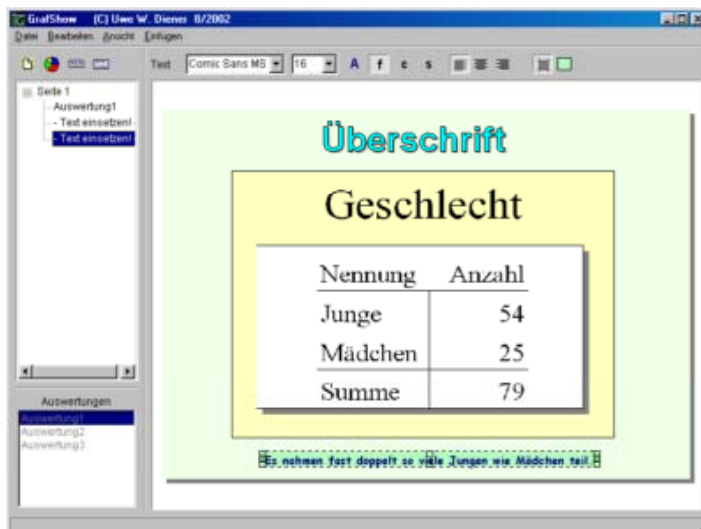 GrafShow (C) Uwe W. Diener 8/2002
Datei Bearbeiten Ansicht Einfügen
Text Comic Sans MS 16 A f c s
Seite 1
Auswertung1
- Text einsetzen!
- Text einsetzen!
Auswertungen
Auswertung1
Auswertung2
Auswertung3
Überschrift
Geschlecht
Nennung Anzahl
Junge 54
Mädchen 25
Summe 79
Es nahmen fast doppelt so viele Jungen wie Mädchen teil.